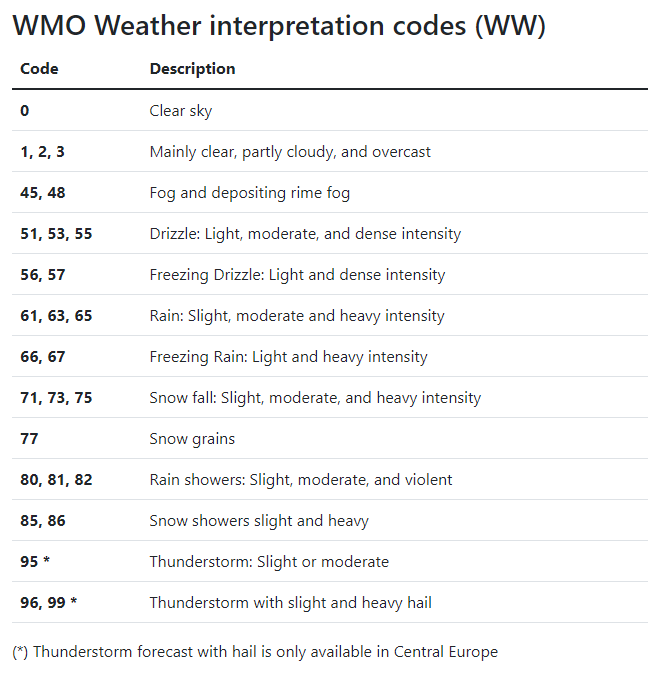 WMO Weather interpretation codes (WW)
Code Description
0 Clear sky
1, 2, 3 Mainly clear, partly cloudy, and overcast
45, 48 Fog and depositing rime fog
51, 53, 55 Drizzle: Light, moderate, and dense intensity
56, 57 Freezing Drizzle: Light and dense intensity
61, 63, 65 Rain: Slight, moderate and heavy intensity
66, 67 Freezing Rain: Light and heavy intensity
71, 73, 75 Snow fall: Slight, moderate, and heavy intensity
77 Snow grains
80, 81, 82 Rain showers: Slight, moderate, and violent
85, 86 Snow showers slight and heavy
95 * Thunderstorm: Slight or moderate
96, 99 * Thunderstorm with slight and heavy hail
(*) Thunderstorm forecast with hail is only available in Central Europe